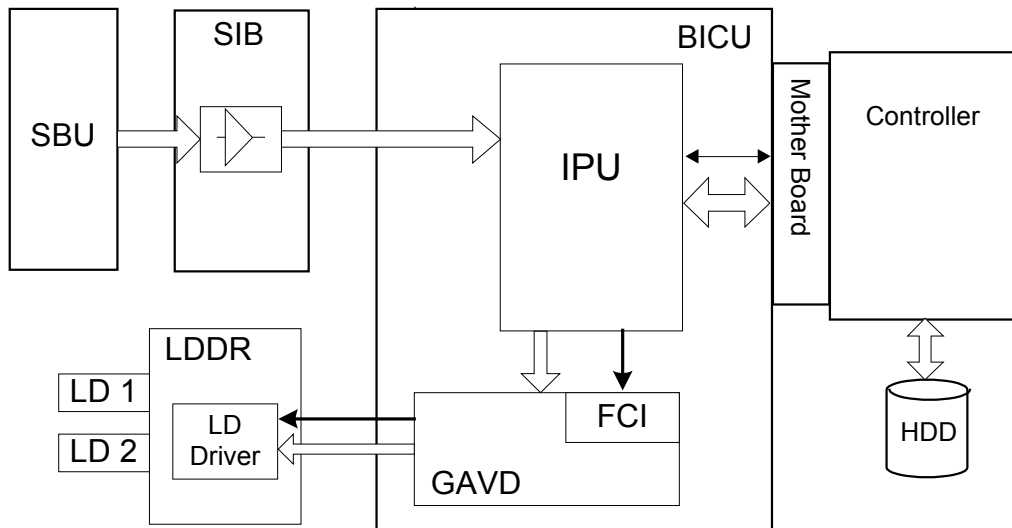 SBU
SIB
BICU
IPU
Mother Board
Controller
HDD
LDDR
LD 1
LD 2
LD
Driver
FCI
GAVD